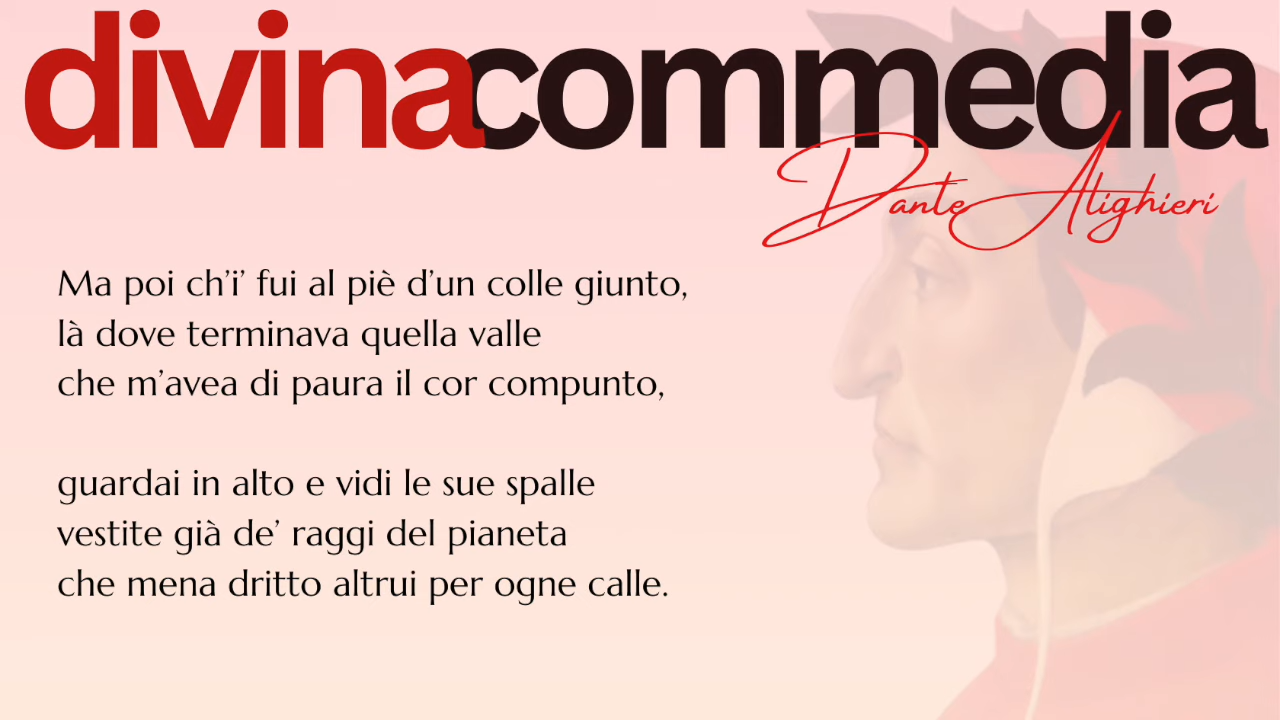 divinacommedia
Dante Alighieri
Ma poi ch’i’ fui al piè d’un colle giunto,
là dove terminava quella valle
che m’avea di paura il cor compunto,
guardai in alto e vidi le sue spalle
vestite già de’ raggi del pianeta
che mena dritto altrui per ogne calle.